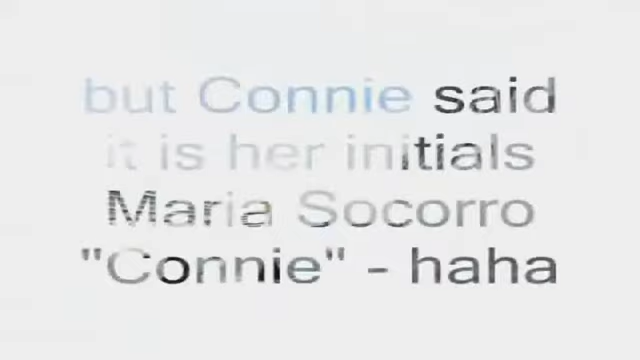 but Connie said
it is her initials
Maria Socorro
"Connie" - haha